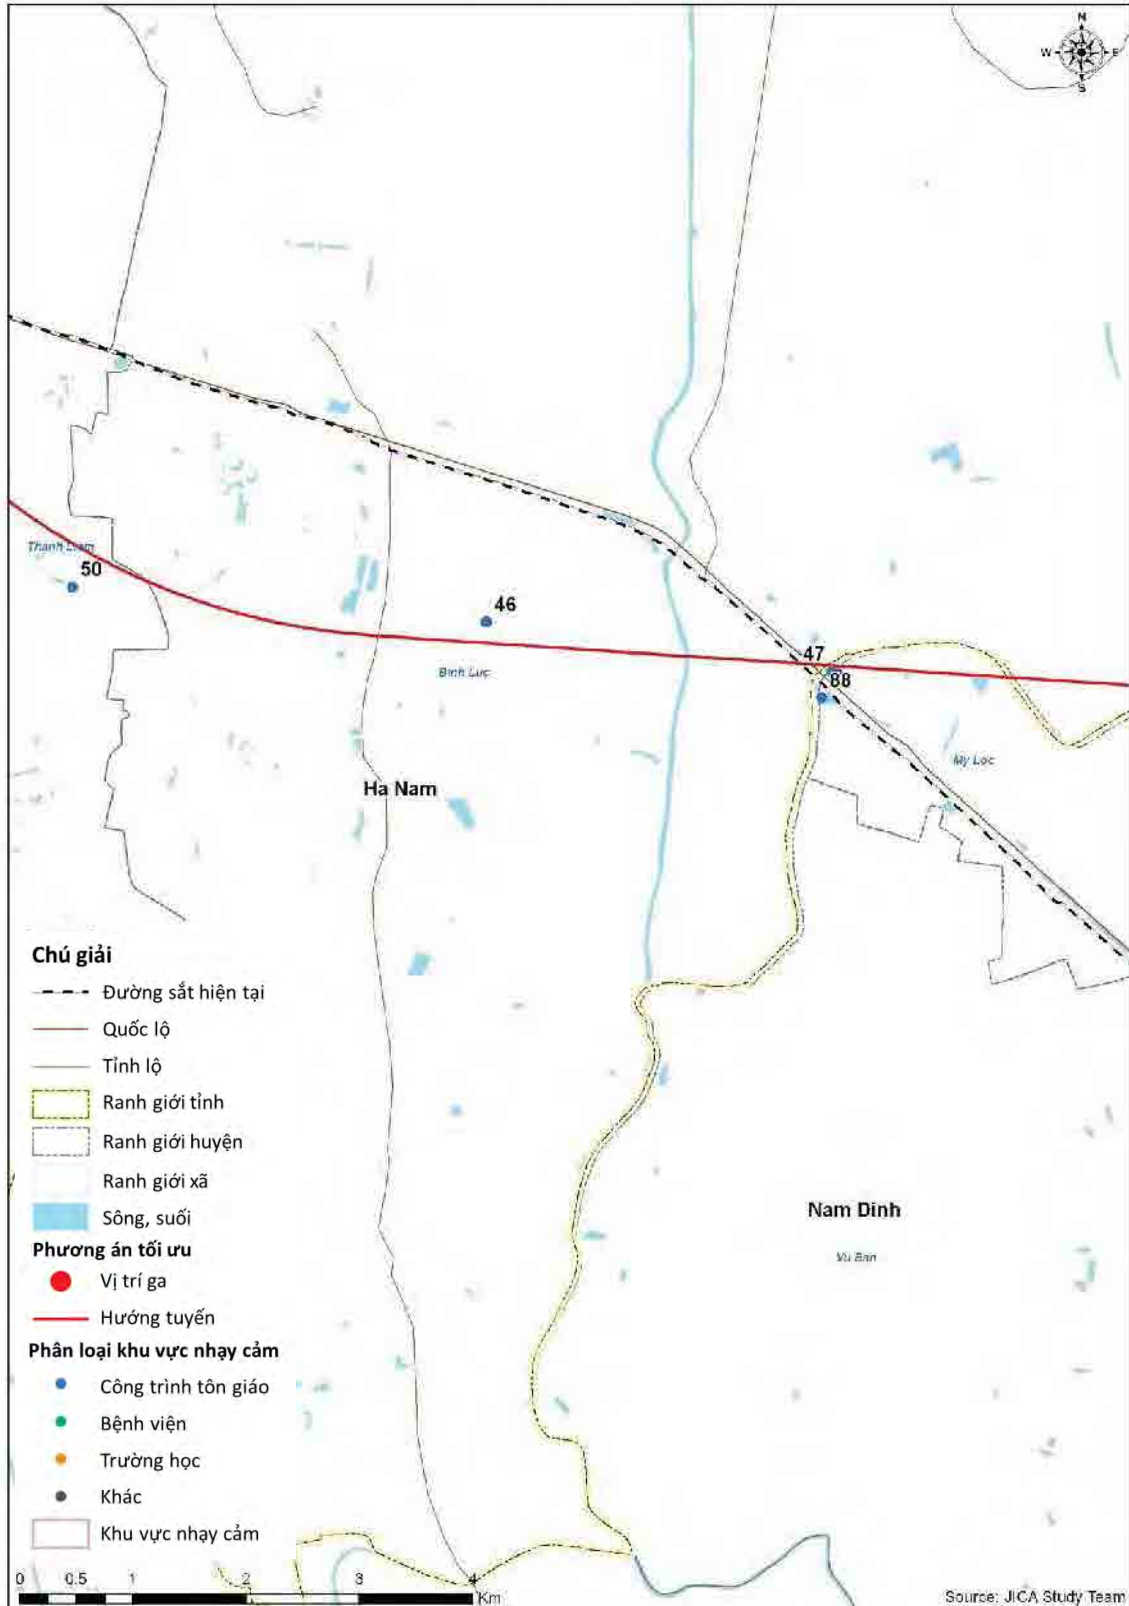 N
W E
S
Thanh Liem
50
46
Binh Luc
47
88
My Loc
Ha Nam
Chú giải
Đường sắt hiện tại
Quốc lộ
Tỉnh lộ
Ranh giới tỉnh
Ranh giới huyện
Ranh giới xã
Sông, suối
Phương án tối ưu
Vị trí ga
Hướng tuyến
Phân loại khu vực nhạy cảm
Công trình tôn giáo
Bệnh viện
Trường học
Khác
Khu vực nhạy cảm
Nam Dinh
Vu Ban
0 0.5 1 2 3 4
Km
Source: JICA Study Team